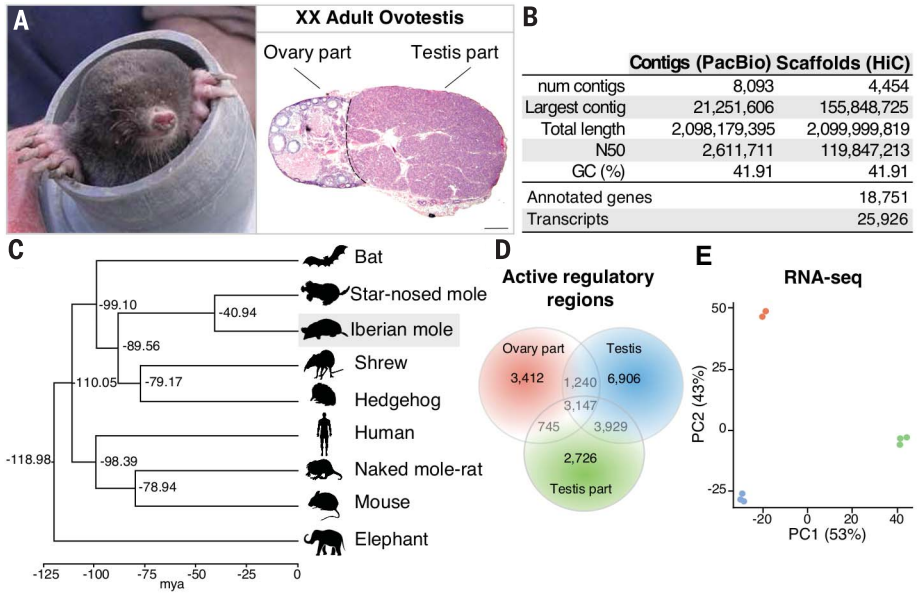 A
XX Adult Ovotestis
Ovary part
Testis part
B
Contigs (PacBio) Scaffolds (HiC)
num contigs 8,093 4,454
Largest contig 21,251,606 155,848,725
Total length 2,098,179,395 2,099,999,819
N50 2,611,711 119,847,213
GC (%) 41.91 41.91
Annotated genes 18,751
Transcripts 25,926
C
Bat
Star-nosed mole
Iberian mole
Shrew
Hedgehog
Human
Naked mole-rat
Mouse
Elephant
-99.10
-40.94
-89.56
-79.17
-110.05
-118.98
-98.39
-78.94
-125 -100 -75 -50 -25 0
mya
D
Active regulatory
regions
Ovary part
Testis
3,412
1,240
6,906
3,147
745
3,929
2,726
Testis part
E
RNA-seq
50
25
0
-25
PC2 (43%)
-20 0 20 40
PC1 (53%)